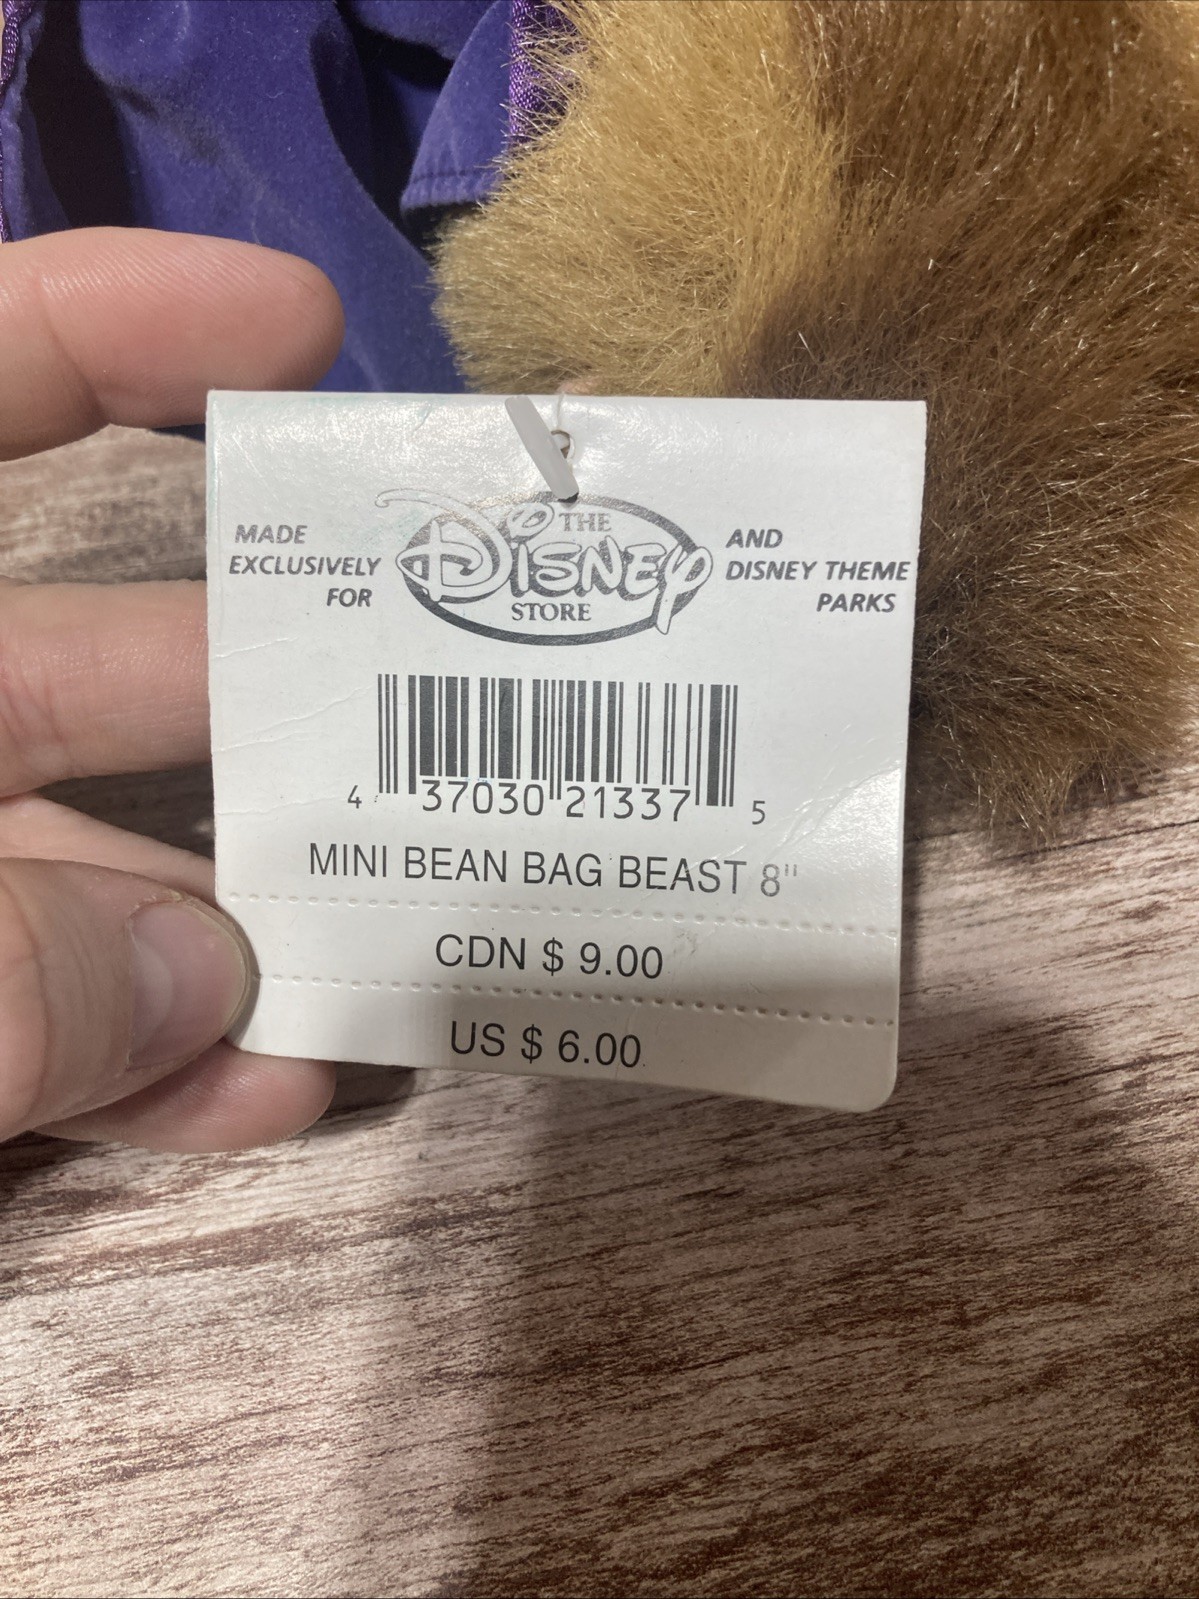 MADE
EXCLUSIVELY
FOR
THE
DISNEY
STORE
AND
DISNEY THEME
PARKS
4 37030 21337 5
MINI BEAN BAG BEAST 8"
CDN $ 9.00
US $ 6.00